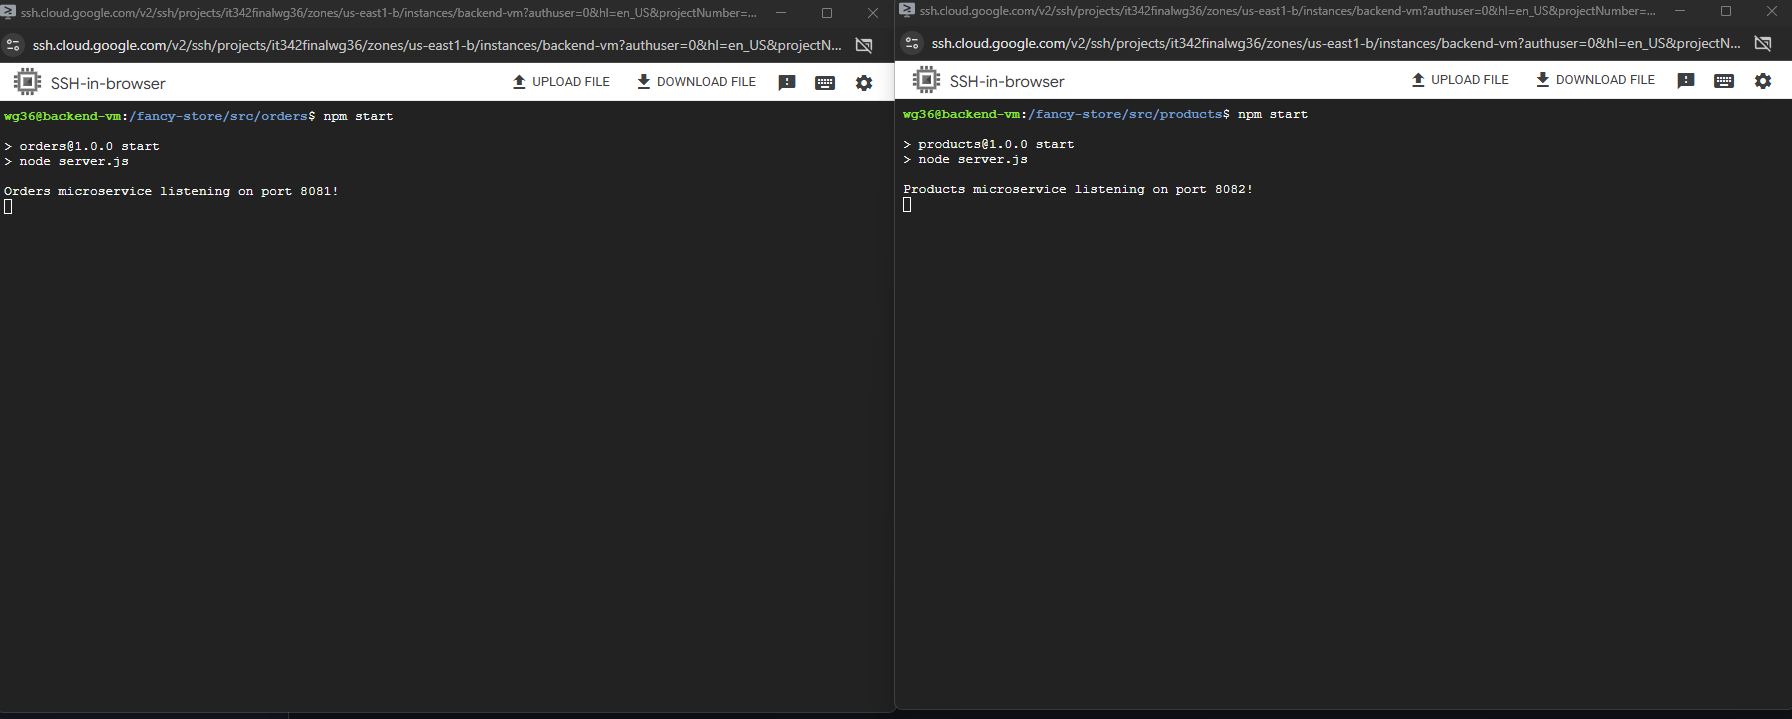 ssh.cloud.google.com/v2/ssh/projects/it342finalwg36/zones/us-east1-b/instances/backend-vm?authuser=0&hl=en_US&projectNumber=...
ssh.cloud.google.com/v2/ssh/projects/it342finalwg36/zones/us-east1-b/instances/backend-vm?authuser=0&hl=en_US&projectN...
SSH-in-browser
UPLOAD FILE
DOWNLOAD FILE
wg36@backend-vm:/fancy-store/src/orders$ npm start
> orders@1.0.0 start
> node server.js
Orders microservice listening on port 8081!
ssh.cloud.google.com/v2/ssh/projects/it342finalwg36/zones/us-east1-b/instances/backend-vm?authuser=0&hl=en_US&projectNumber=...
ssh.cloud.google.com/v2/ssh/projects/it342finalwg36/zones/us-east1-b/instances/backend-vm?authuser=0&hl=en_US&projectN...
SSH-in-browser
UPLOAD FILE
DOWNLOAD FILE
wg36@backend-vm:/fancy-store/src/products$ npm start
> products@1.0.0 start
> node server.js
Products microservice listening on port 8082!